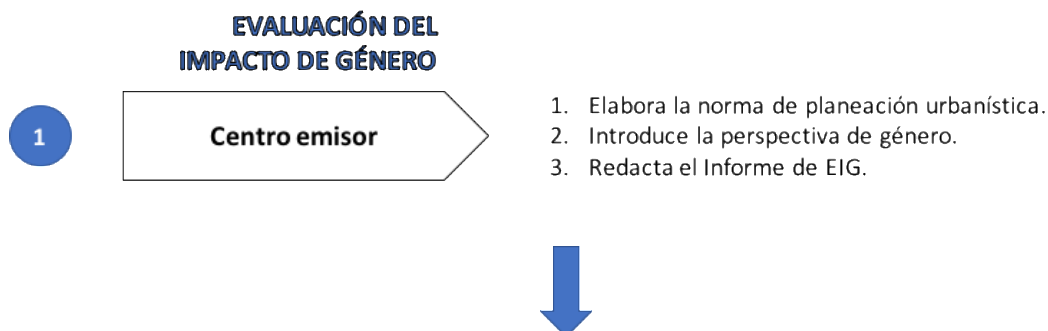 EVALUACIÓN DEL
IMPACTO DE GÉNERO
1
Centro emisor
1. Elabora la norma de planeación urbanística.
2. Introduce la perspectiva de género.
3. Redacta el Informe de EIG.